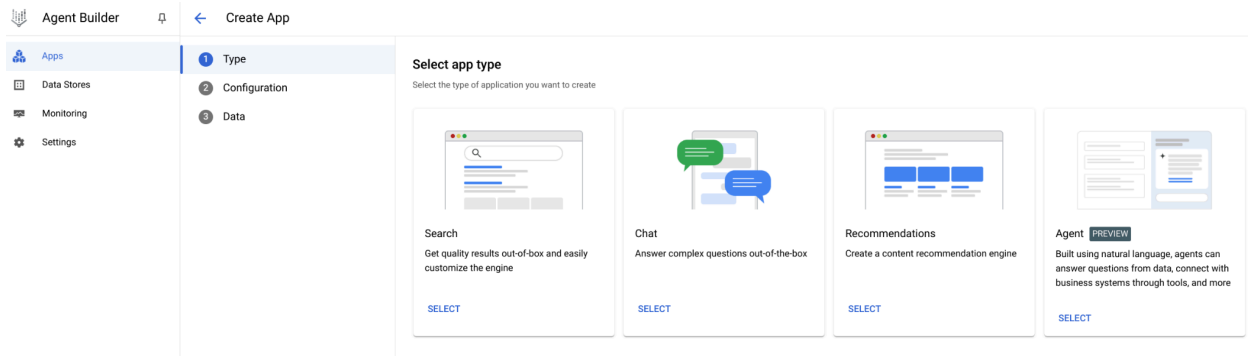 Agent Builder
Create App
Apps
Data Stores
Monitoring
Settings
1 Type
2 Configuration
3 Data
Select app type
Select the type of application you want to create
Search
Get quality results out-of-box and easily
customize the engine
SELECT
Chat
Answer complex questions out-of-the-box
SELECT
Recommendations
Create a content recommendation engine
SELECT
Agent PREVIEW
Built using natural language, agents can
answer questions from data, connect with
business systems through tools, and more
SELECT